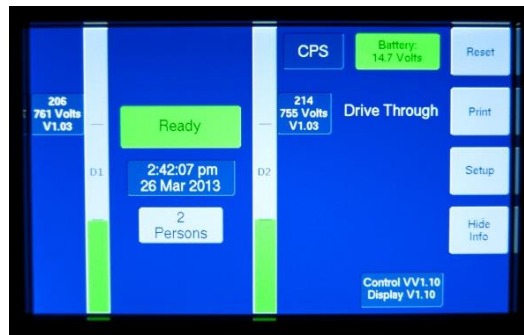 CPS
Battery:
14.7 Volts
Reset
206
761 Volts
V1.03
Ready
214
755 Volts
V1.03
Drive Through
Print
D1
2:42:07 pm
26 Mar 2013
D2
Setup
2
Persons
Hide
Info
Control VV1.10
Display V1.10